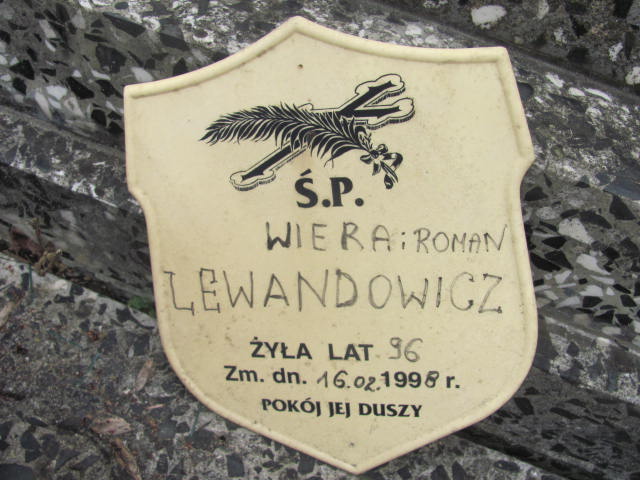 Ś.P.
WIERA i ROMAN
LEWANDOWICZ
ŻYŁA LAT 96
Zm. dn. 16.02.1998 r.
POKÓJ JEJ DUSZY